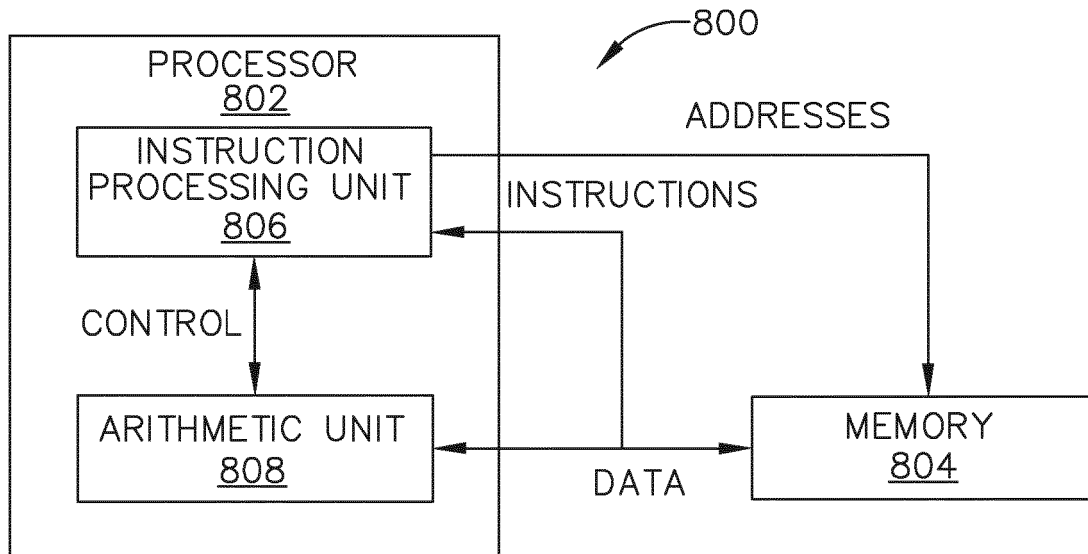 800
PROCESSOR
802
ADDRESSES
INSTRUCTION
PROCESSING UNIT
806
INSTRUCTIONS
CONTROL
ARITHMETIC UNIT
808
DATA
MEMORY
804